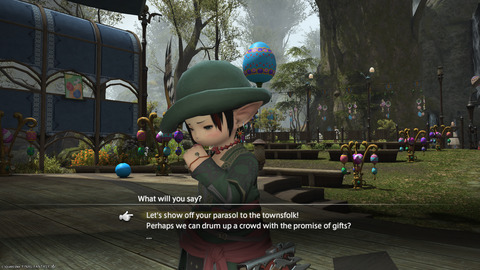 What will you say?
Let's show off your parasol to the townsfolk!
Perhaps we can drum up a crowd with the promise of gifts?
...